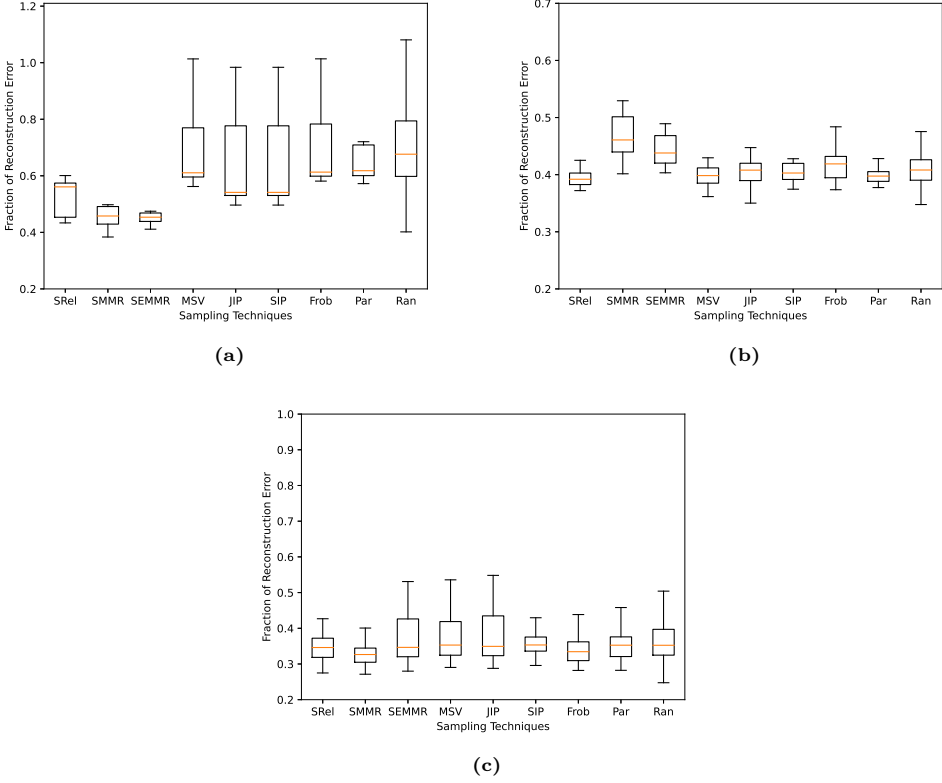 Fraction of Reconstruction Error
1.2
1.0
0.8
0.6
0.4
0.2
SRel SMMR SEMMR MSV JIP SIP Frob Par Ran
Sampling Techniques
(a)
Fraction of Reconstruction Error
0.7
0.6
0.5
0.4
0.3
0.2
SRel SMMR SEMMR MSV JIP SIP Frob Par Ran
Sampling Techniques
(b)
Fraction of Reconstruction Error
1.0
0.9
0.8
0.7
0.6
0.5
0.4
0.3
0.2
SRel SMMR SEMMR MSV JIP SIP Frob Par Ran
Sampling Techniques
(c)